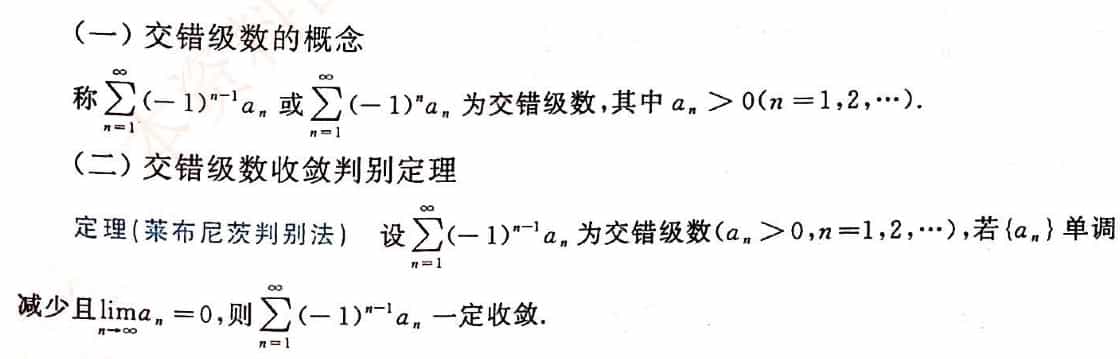 (一)交错级数的概念
称 $\sum_{n=1}^{\infty}(-1)^{n-1}a_n$ 或 $\sum_{n=1}^{\infty}(-1)^n a_n$ 为交错级数,其中 $a_n>0(n=1,2,\cdots)$.
(二)交错级数收敛判别定理
定理(莱布尼茨判别法) 设 $\sum_{n=1}^{\infty}(-1)^{n-1}a_n$ 为交错级数($a_n>0,n=1,2,\cdots$),若$\{a_n\}$单调
减少且$\lim_{n\to\infty}a_n=0$,则 $\sum_{n=1}^{\infty}(-1)^{n-1}a_n$ 一定收敛.